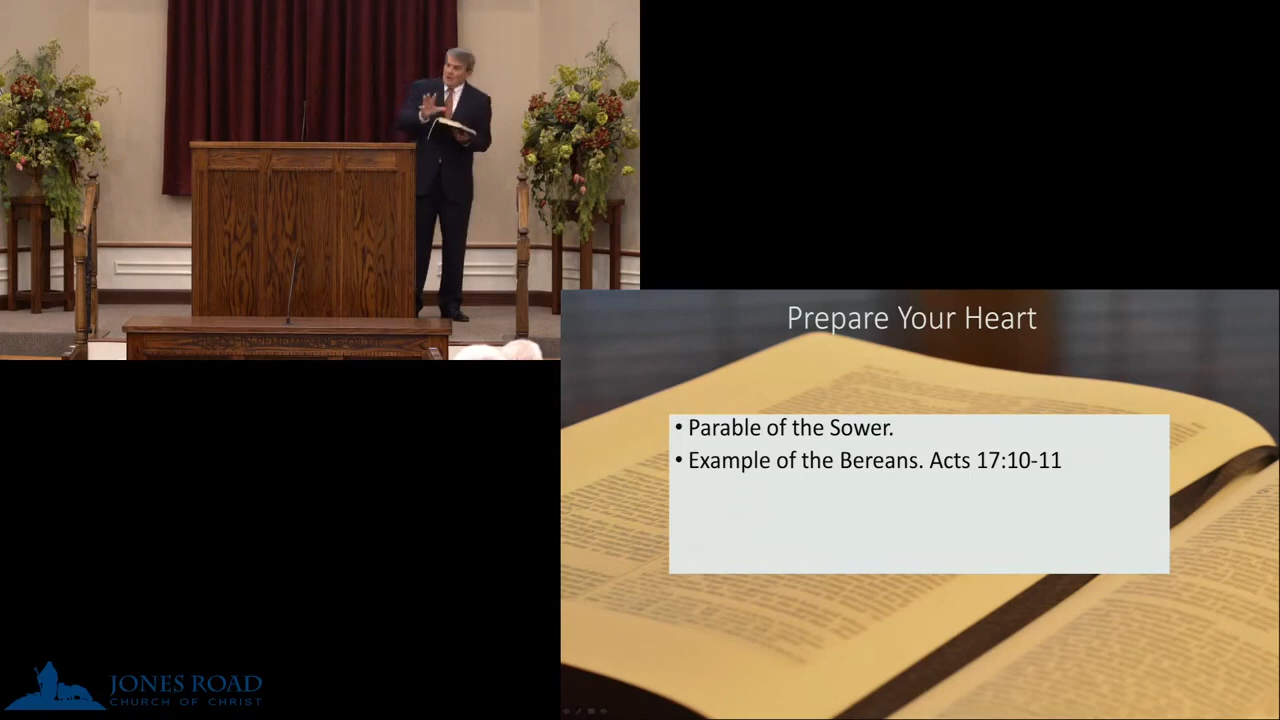 Prepare Your Heart
• Parable of the Sower.
• Example of the Bereans. Acts 17:10-11
JONES ROAD
CHURCH OF CHRIST